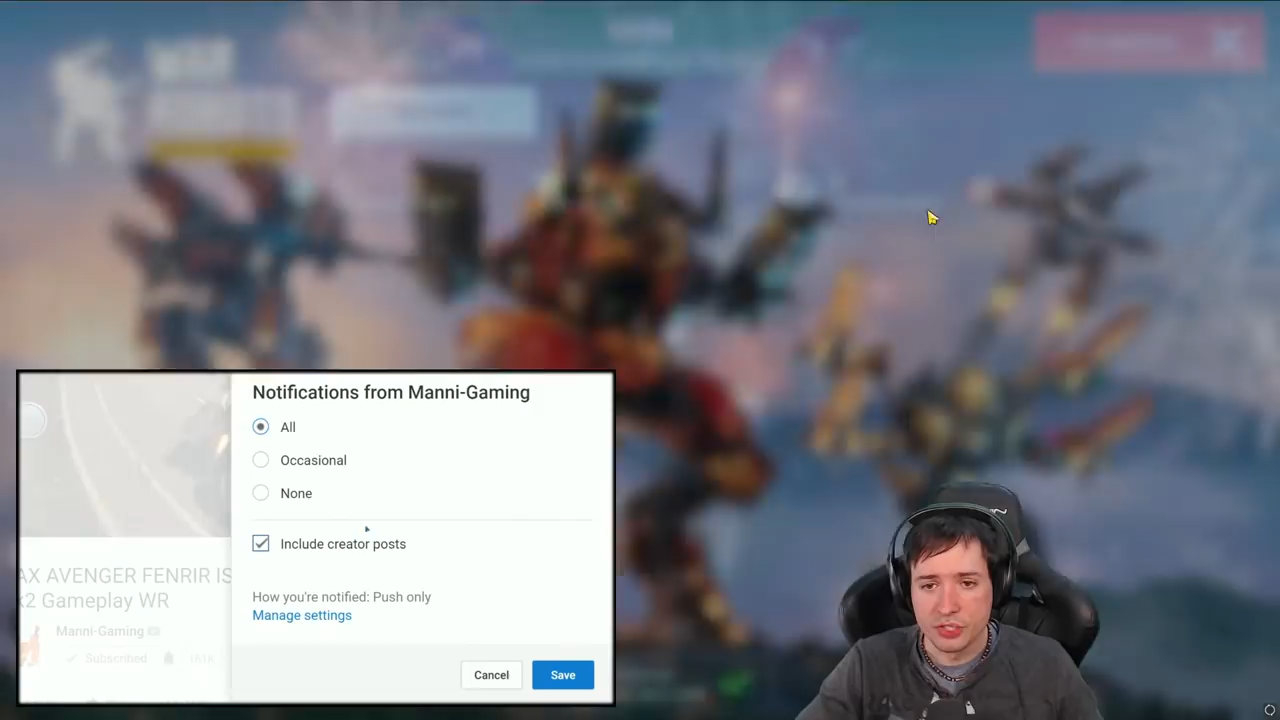 Notifications from Manni-Gaming
All
Occasional
None
Include creator posts
How you're notified: Push only
Manage settings
AX AVENGER FENRIR IS
2 Gameplay WR
Manni-Gaming
Subscribed
Cancel
Save